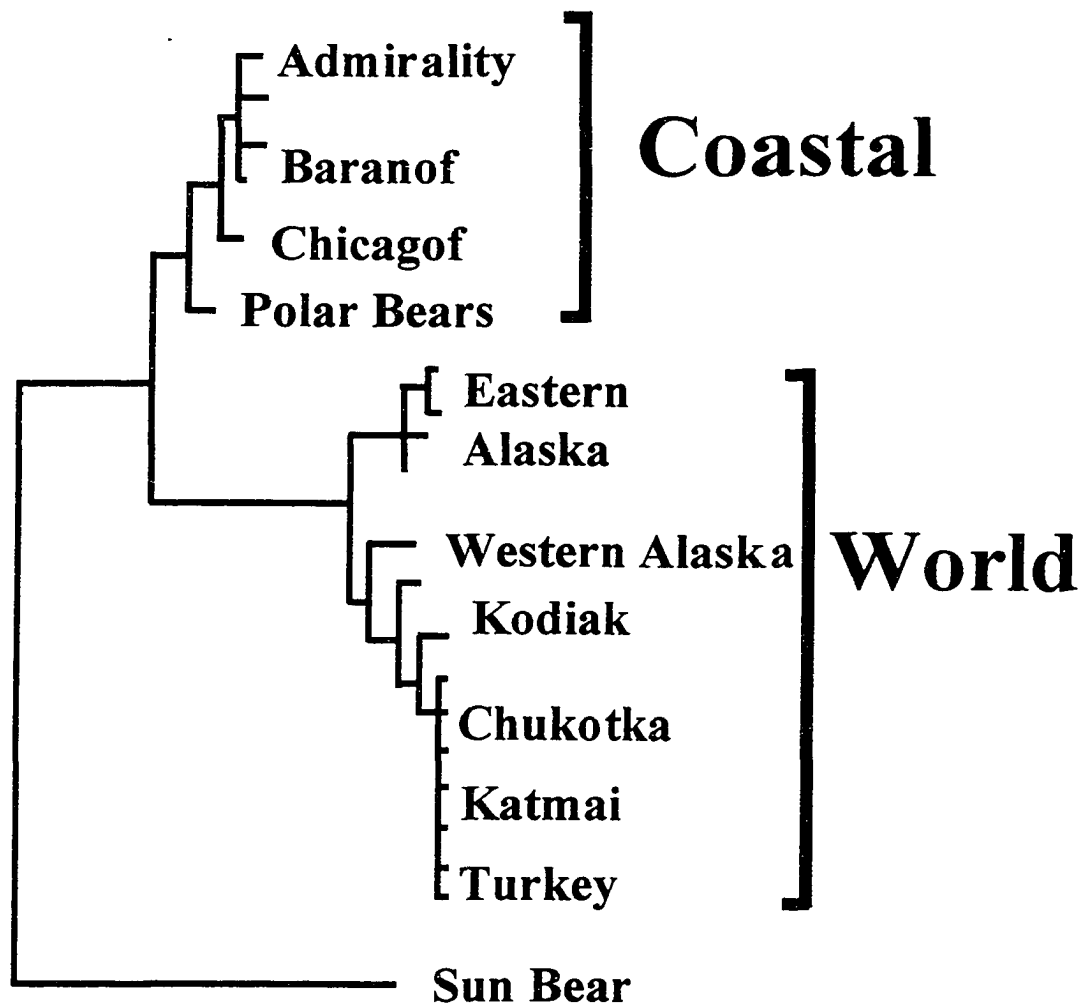 Admirality
Baranof
Chicagof
Polar Bears
Coastal
Eastern
Alaska
Western Alaska
Kodiak
Chukotka
Katmai
Turkey
World
Sun Bear